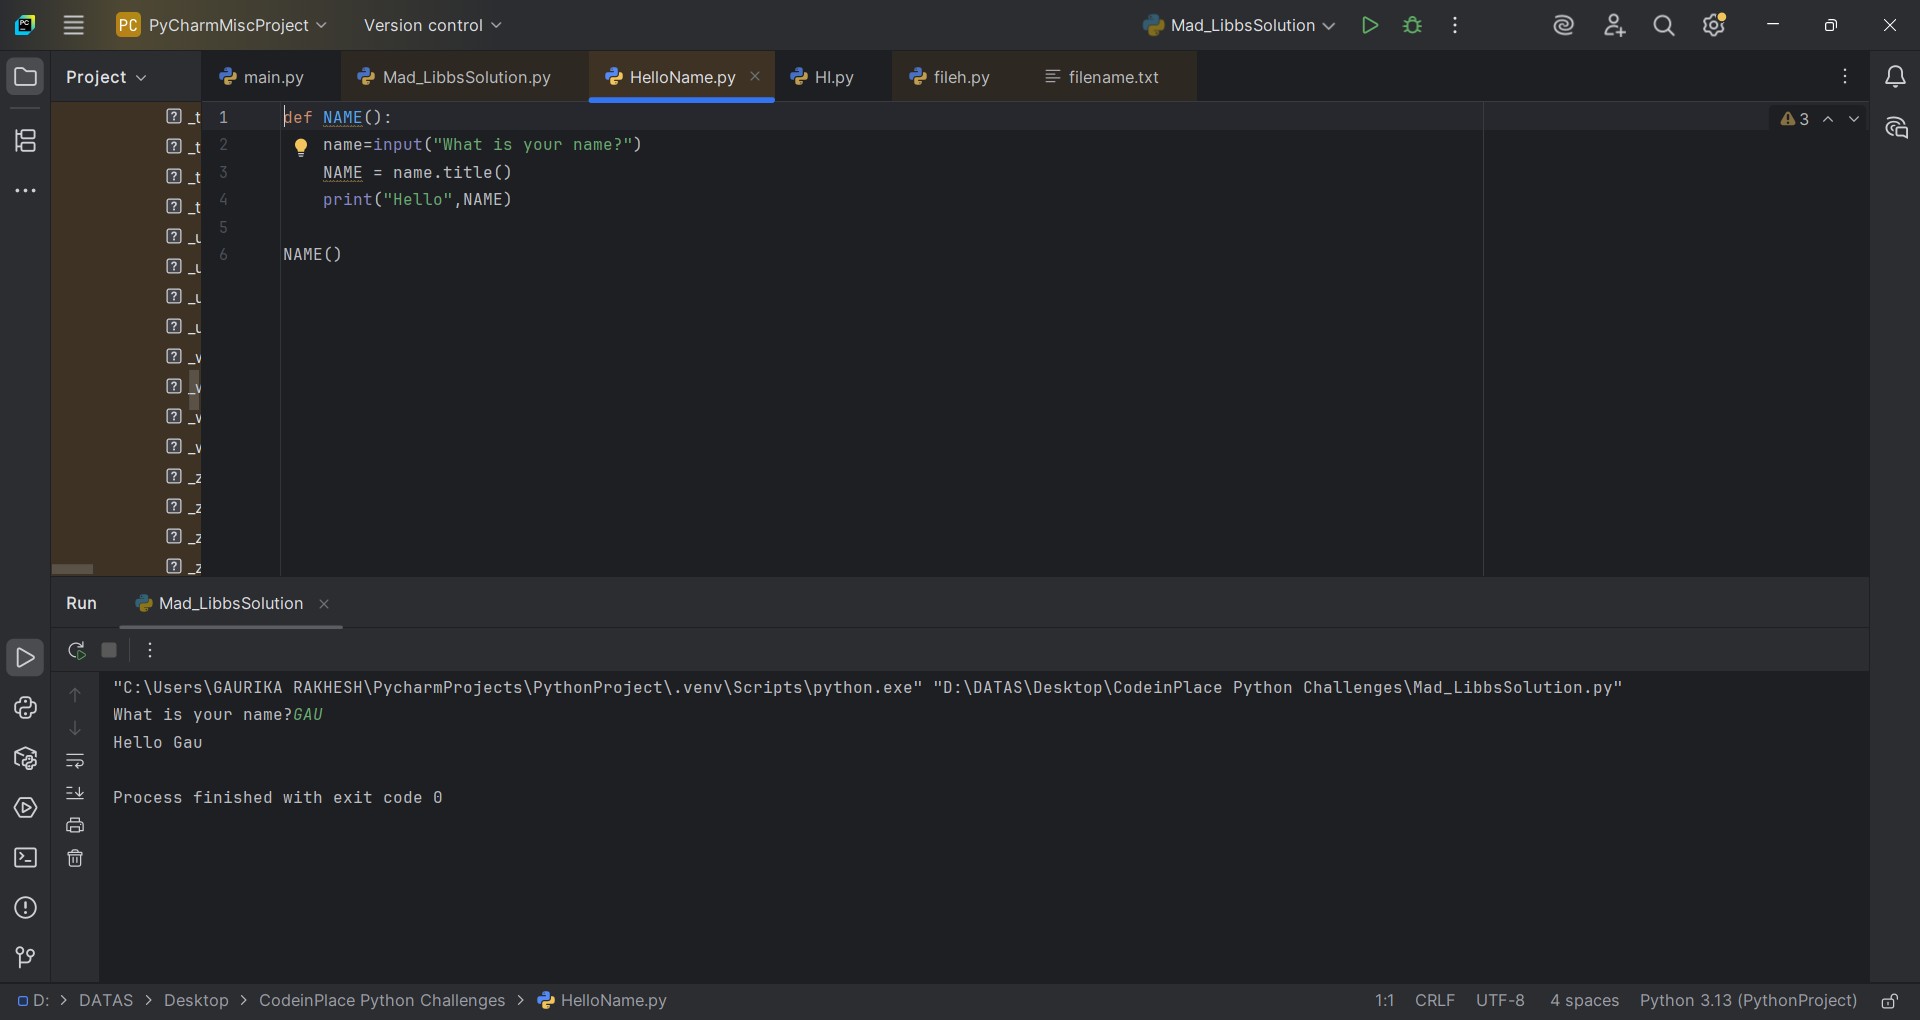 PC PyCharmMiscProject Version control Mad_LibbsSolution
Project main.py Mad_LibbsSolution.py HelloName.py HI.py fileh.py filename.txt
1 def NAME(): 3
2 name=input("What is your name?")
3 NAME = name.title()
4 print("Hello",NAME)
5
6 NAME()
_t
_t
_t
_t
_u
_u
_u
_u
_v
_v
_v
_v
_z
_z
_z
_z
Run Mad_LibbsSolution
"C:\Users\GAURIKA RAKHESH\PycharmProjects\PythonProject\.venv\Scripts\python.exe" "D:\DATAS\Desktop\CodeinPlace Python Challenges\Mad_LibbsSolution.py"
What is your name?GAU
Hello Gau
Process finished with exit code 0
D: > DATAS > Desktop > CodeinPlace Python Challenges > HelloName.py 1:1 CRLF UTF-8 4 spaces Python 3.13 (PythonProject)